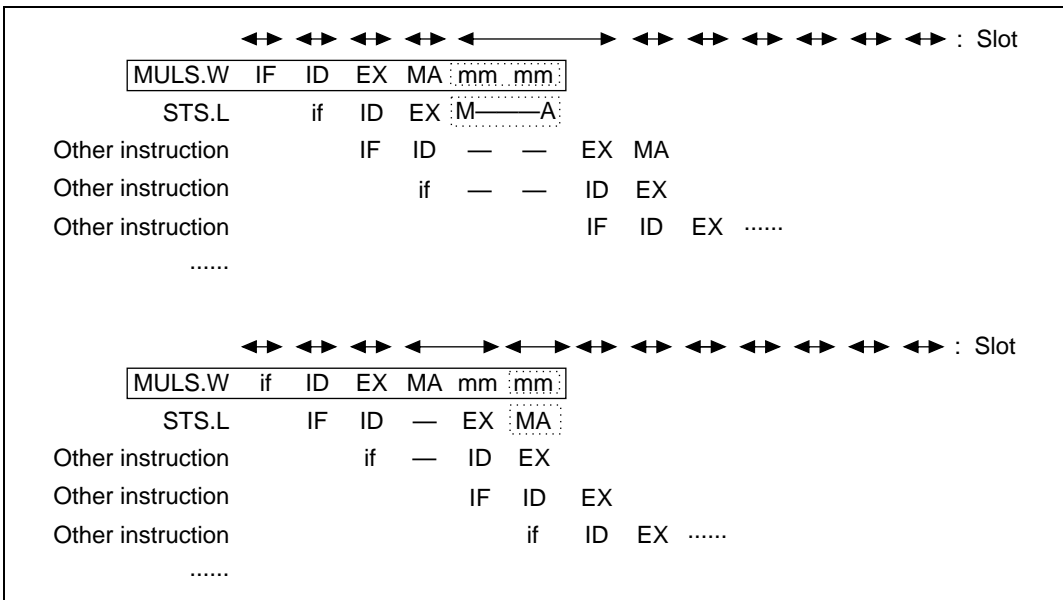 : Slot
MULS.W IF ID EX MA mm mm
STS.L if ID EX M———A
Other instruction IF ID — — EX MA
Other instruction if — — ID EX
Other instruction IF ID EX ······
······
: Slot
MULS.W if ID EX MA mm mm
STS.L IF ID — EX MA
Other instruction if — ID EX
Other instruction IF ID EX
Other instruction if ID EX ······
······